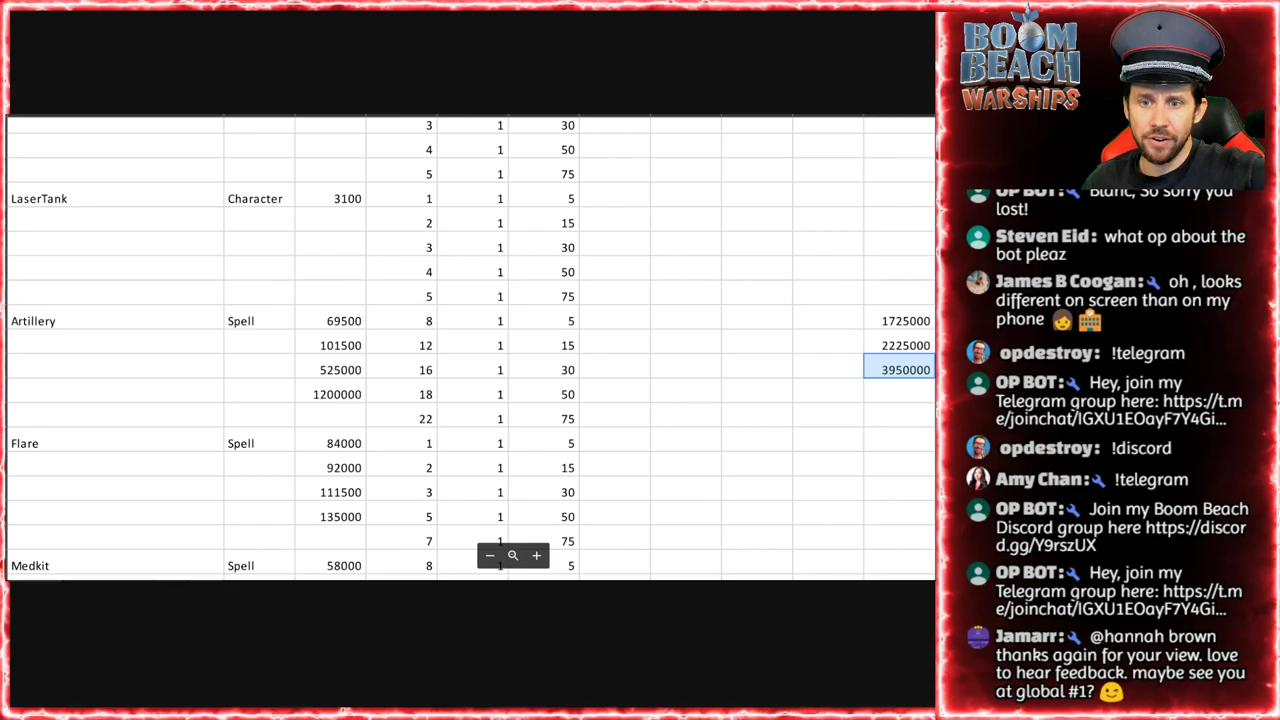 3 1 30
4 1 50
5 1 75
LaserTank Character 3100 1 1 5
2 1 15
3 1 30
4 1 50
5 1 75
Artillery Spell 69500 8 1 5 1725000
101500 12 1 15 2225000
525000 16 1 30 3950000
1200000 18 1 50
22 1 75
Flare Spell 84000 1 1 5
92000 2 1 15
111500 3 1 30
135000 5 1 50
7 1 75
Medkit Spell 58000 8 1 5
BOOM
BEACH
WARSHIPS
OP BOT: Blanc, So sorry you
lost!
Steven Eid: what op about the
bot pleaz
James B Coogan: oh , looks
different on screen than on my
phone
opdestroy: !telegram
OP BOT: Hey, join my
Telegram group here: https://t.m
e/joinchat/IGXU1EOayF7Y4Gi...
opdestroy: !discord
Amy Chan: !telegram
OP BOT: Join my Boom Beach
Discord group here https://discor
d.gg/Y9rszUX
OP BOT: Hey, join my
Telegram group here: https://t.m
e/joinchat/IGXU1EOayF7Y4Gi...
Jamarr: @hannah brown
thanks again for your view. love
to hear feedback. maybe see you
at global #1?